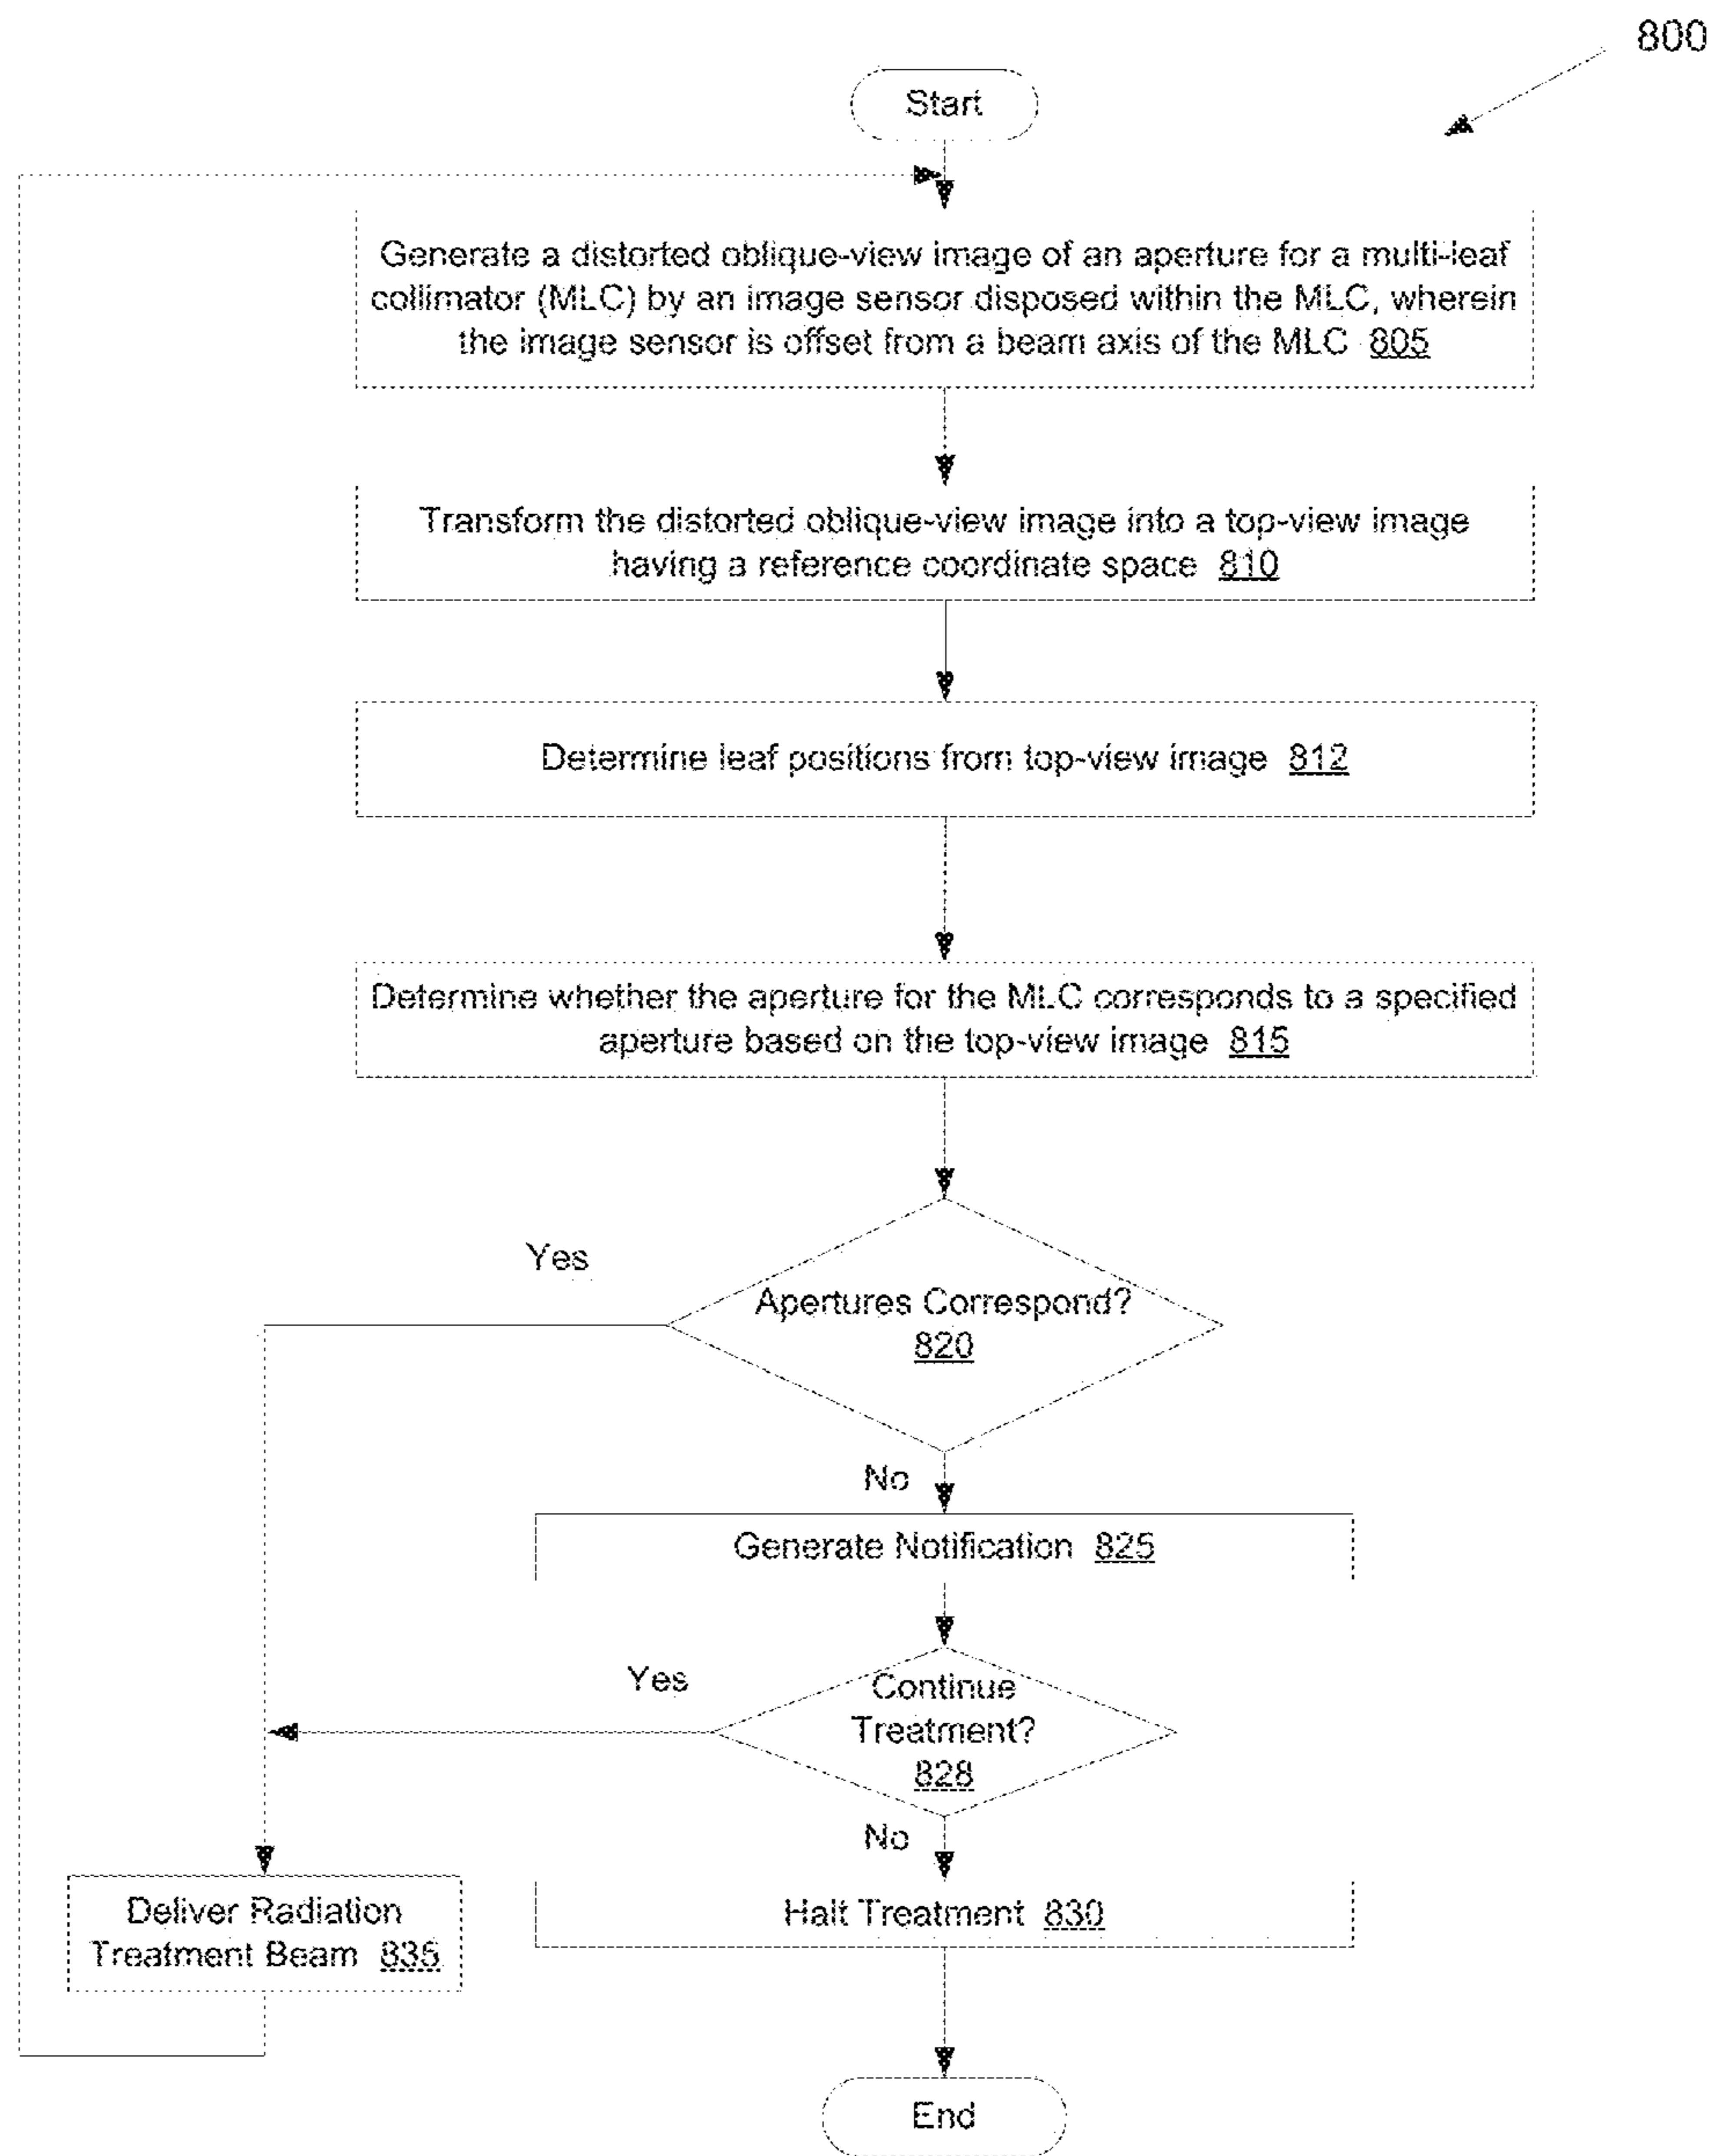 800
Start
Generate a distorted oblique-view image of an aperture for a multi-leaf
collimator (MLC) by an image sensor disposed within the MLC, wherein
the image sensor is offset from a beam axis of the MLC 805
Transform the distorted oblique-view image into a top-view image
having a reference coordinate space 810
Determine leaf positions from top-view image 812
Determine whether the aperture for the MLC corresponds to a specified
aperture based on the top-view image 815
Yes
Apertures Correspond?
820
No
Generate Notification 825
Yes
Continue
Treatment?
828
No
Deliver Radiation
Treatment Beam 835
Halt Treatment 830
End